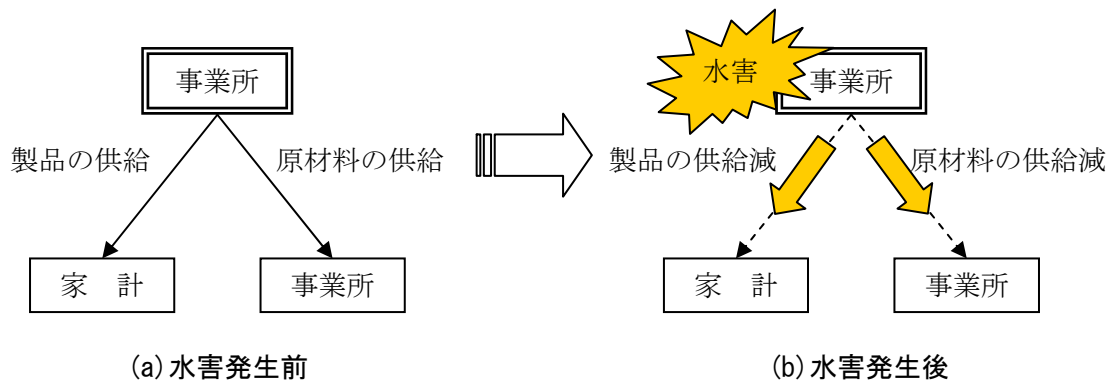 事業所
製品の供給
原材料の供給
家　計
事業所
(a)水害発生前
水害
事業所
製品の供給減
原材料の供給減
家　計
事業所
(b)水害発生後